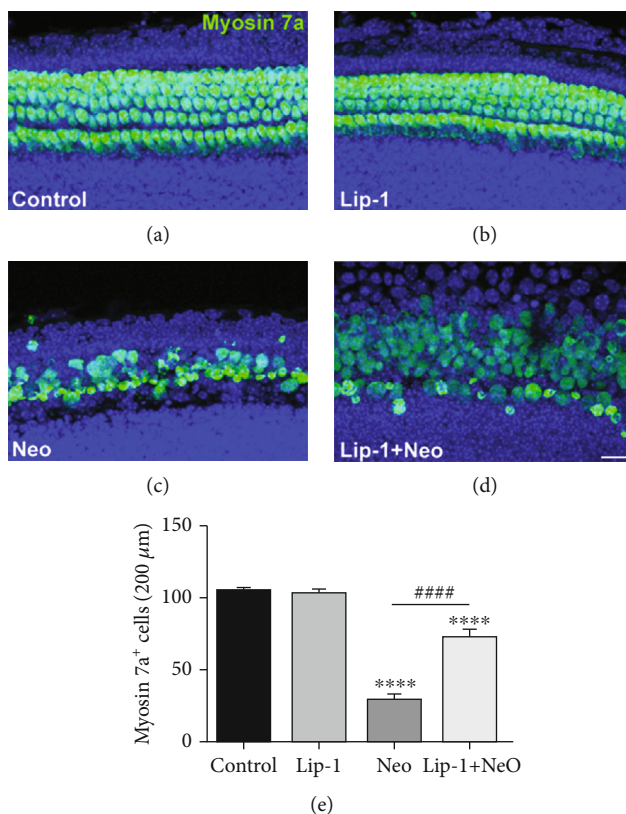 Myosin 7a
Control
(a)
Lip-1
(b)
Neo
(c)
Lip-1+Neo
(d)
Myosin 7a⁺ cells (200 μm)
150
100
50
0
####
****
****
Control Lip-1 Neo Lip-1+NeO
(e)